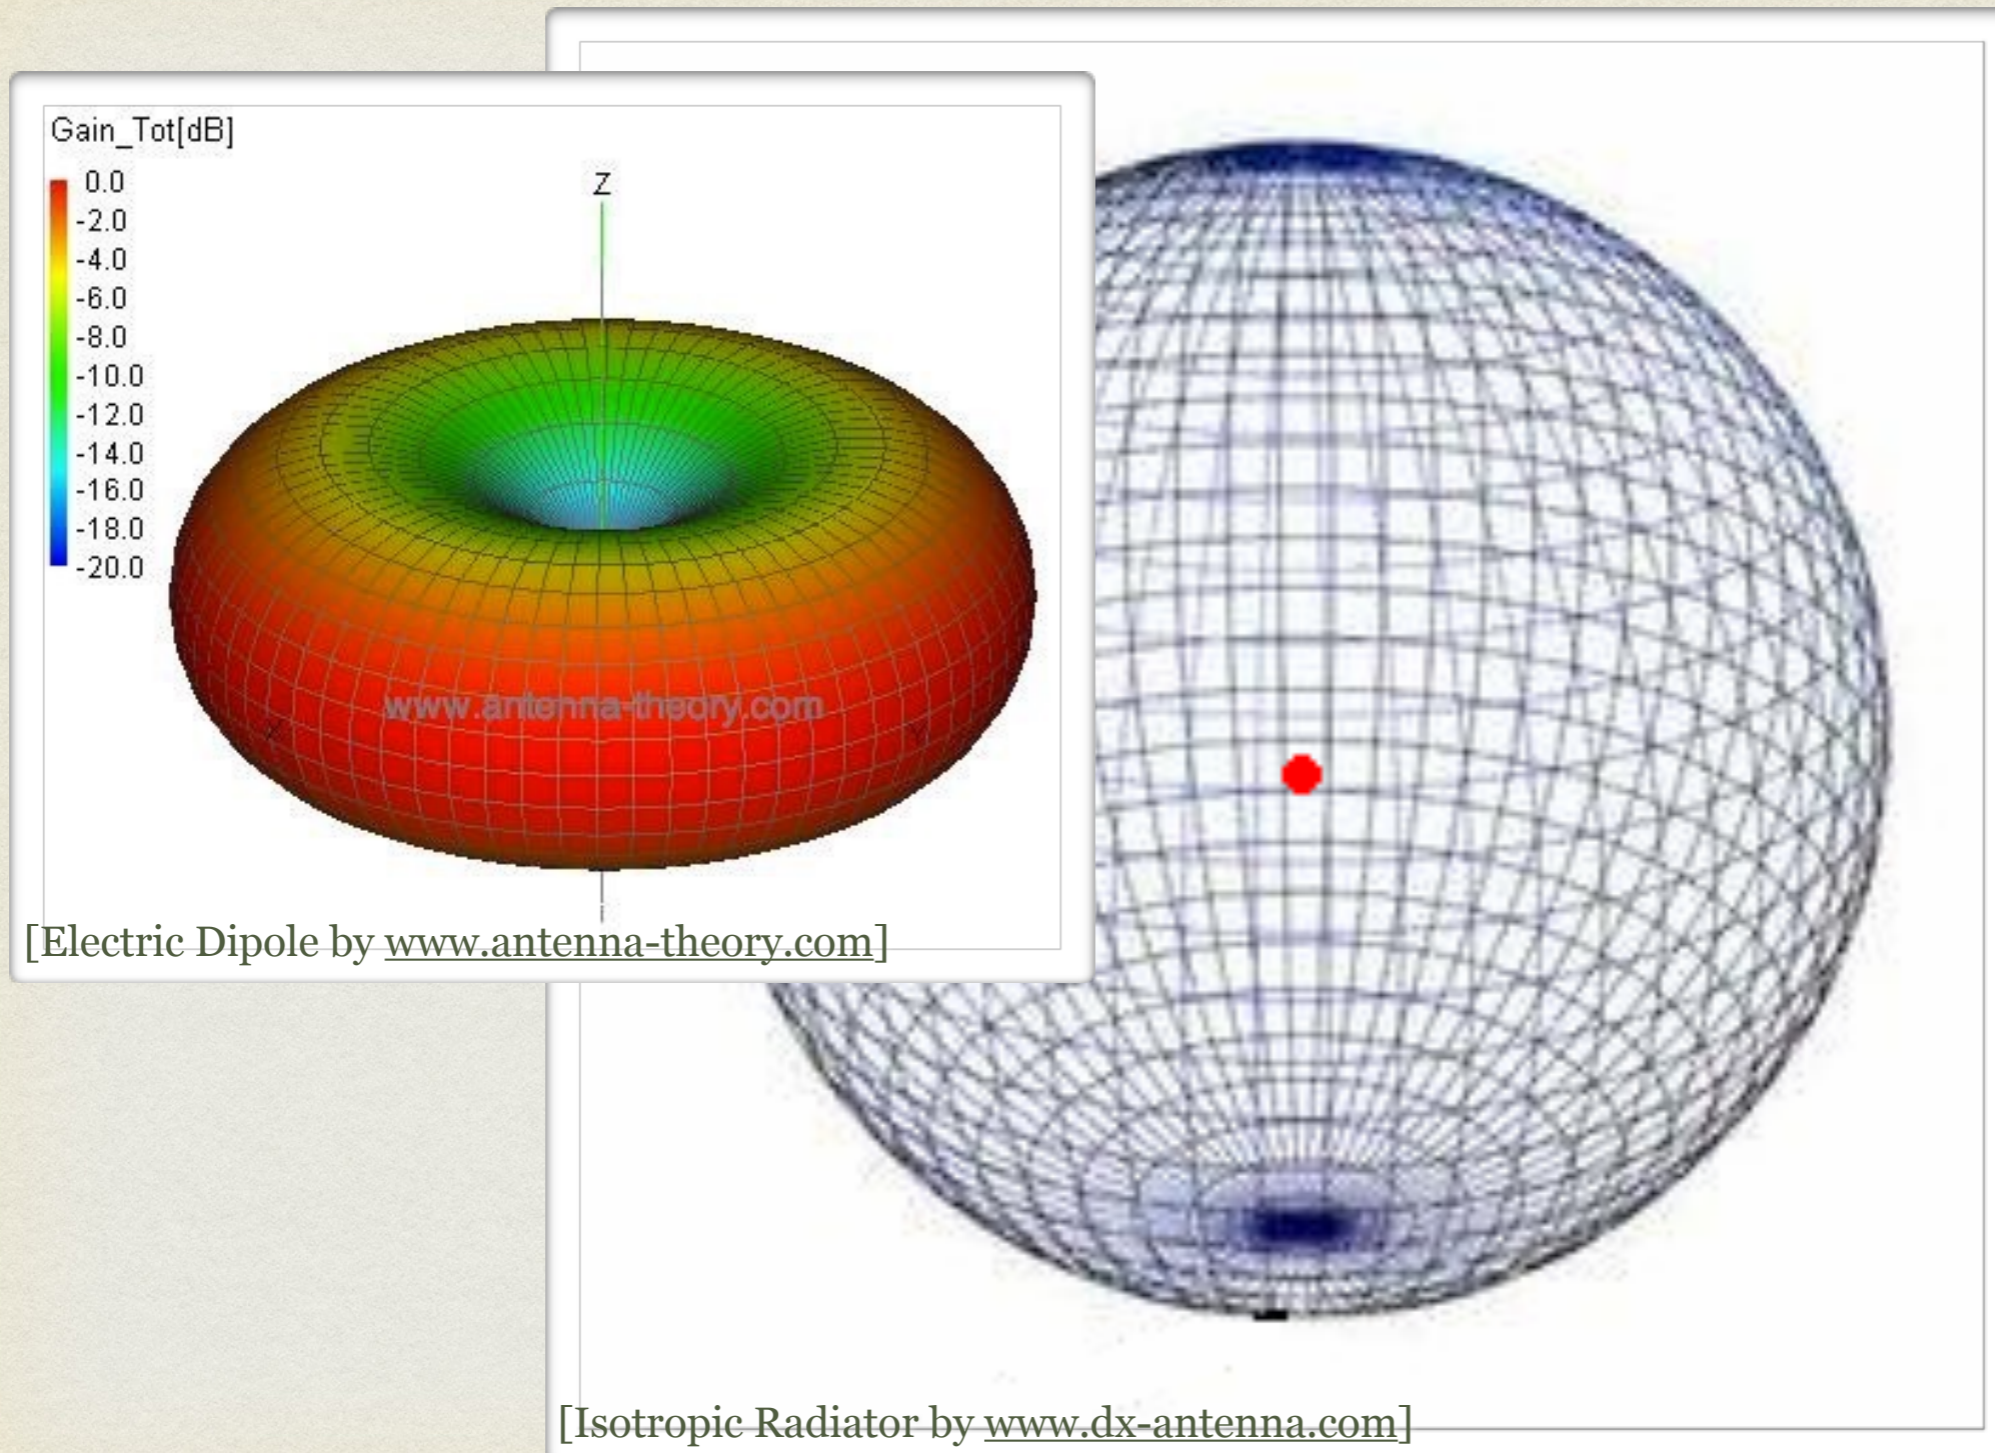 Gain_Tot[dB]
0.0
-2.0
-4.0
-6.0
-8.0
-10.0
-12.0
-14.0
-16.0
-18.0
-20.0
Z
www.antenna-theory.com
X
Y
[Electric Dipole by www.antenna-theory.com]
[Isotropic Radiator by www.dx-antenna.com]